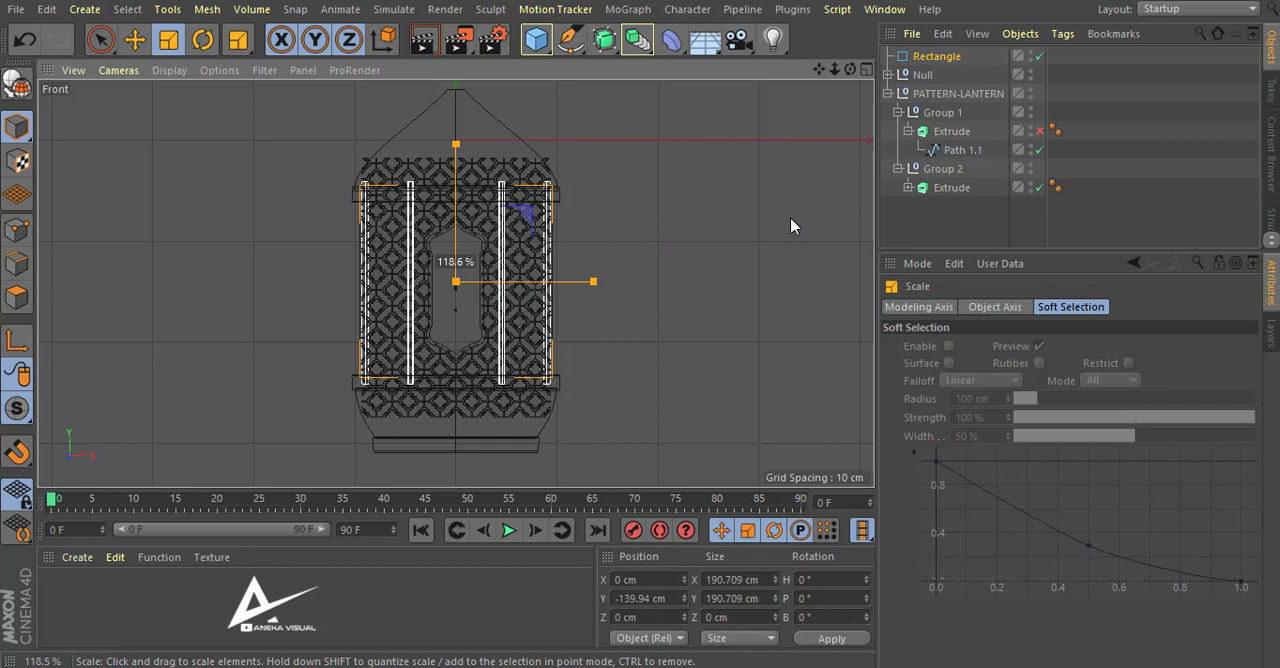 File Edit Create Select Tools Mesh Volume Snap Animate Simulate Render Sculpt Motion Tracker MoGraph Character Pipeline Plugins Script Window Help Layout: Startup
X Y Z
View Cameras Display Options Filter Panel ProRender
File Edit View Objects Tags Bookmarks
Front
Rectangle
Null
PATTERN-LANTERN
Group 1
Extrude
Path 1.1
Group 2
Extrude
118.6 %
Y
X
Grid Spacing : 10 cm
Mode Edit User Data
Scale
Modeling Axis Object Axis Soft Selection
Soft Selection
Enable Preview
Surface Rubber Restrict
Falloff Linear Mode All
Radius 100 cm
Strength 100 %
Width . . 50 %
0.8
0.4
0.0 0.2 0.4 0.6 0.8 1.0
0 5 10 15 20 25 30 35 40 45 50 55 60 65 70 75 80 85 90 0 F
0 F 0 F 90 F 90 F
Create Edit Function Texture
ANEKA VISUAL
Position Size Rotation
X 0 cm X 190.709 cm H 0 °
Y -139.94 cm Y 190.709 cm P 0 °
Z 0 cm Z 0 cm B 0 °
Object (Rel) Size Apply
MAXON CINEMA 4D
118.5 % Scale: Click and drag to scale elements. Hold down SHIFT to quantize scale / add to the selection in point mode, CTRL to remove.
Objects
Takes
Content Browser
Structure
Attributes
Layers